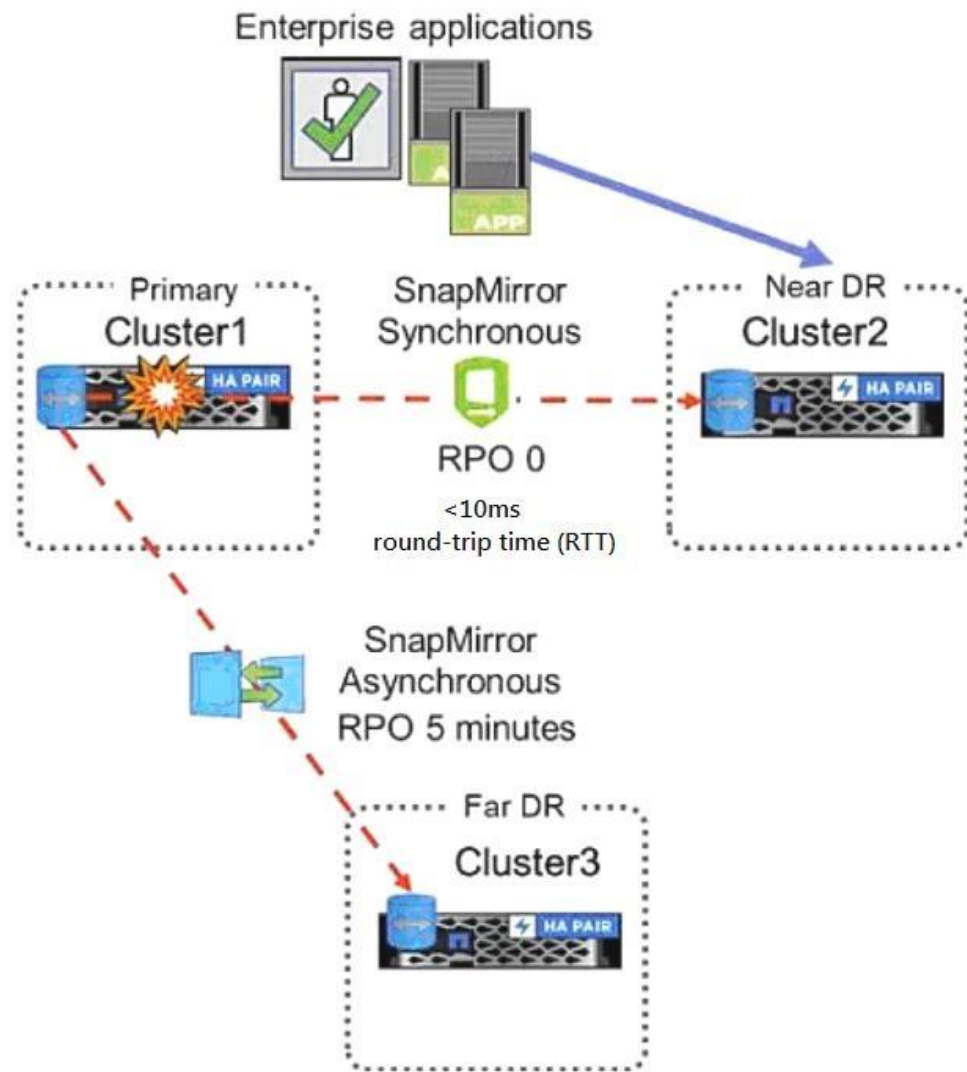 Enterprise applications
A
APP
Primary
Cluster1
HA PAIR
SnapMirror
Synchronous
RPO 0
<10ms
round-trip time (RTT)
Near DR
Cluster2
HA PAIR
SnapMirror
Asynchronous
RPO 5 minutes
Far DR
Cluster3
HA PAIR